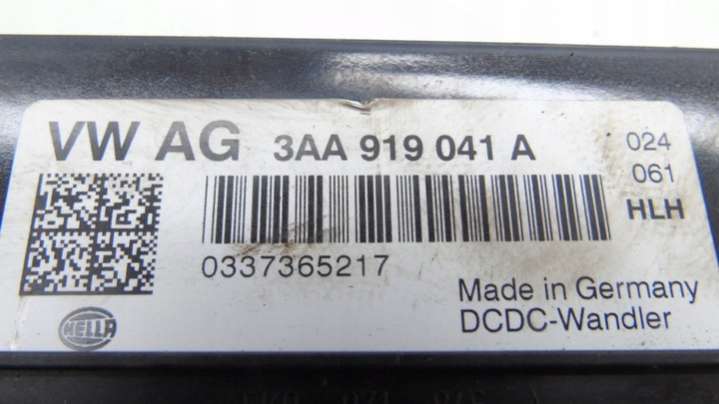 VW AG 3AA 919 041 A 024
061
HLH
0337365217
Made in Germany
DCDC-Wandler
HELLA